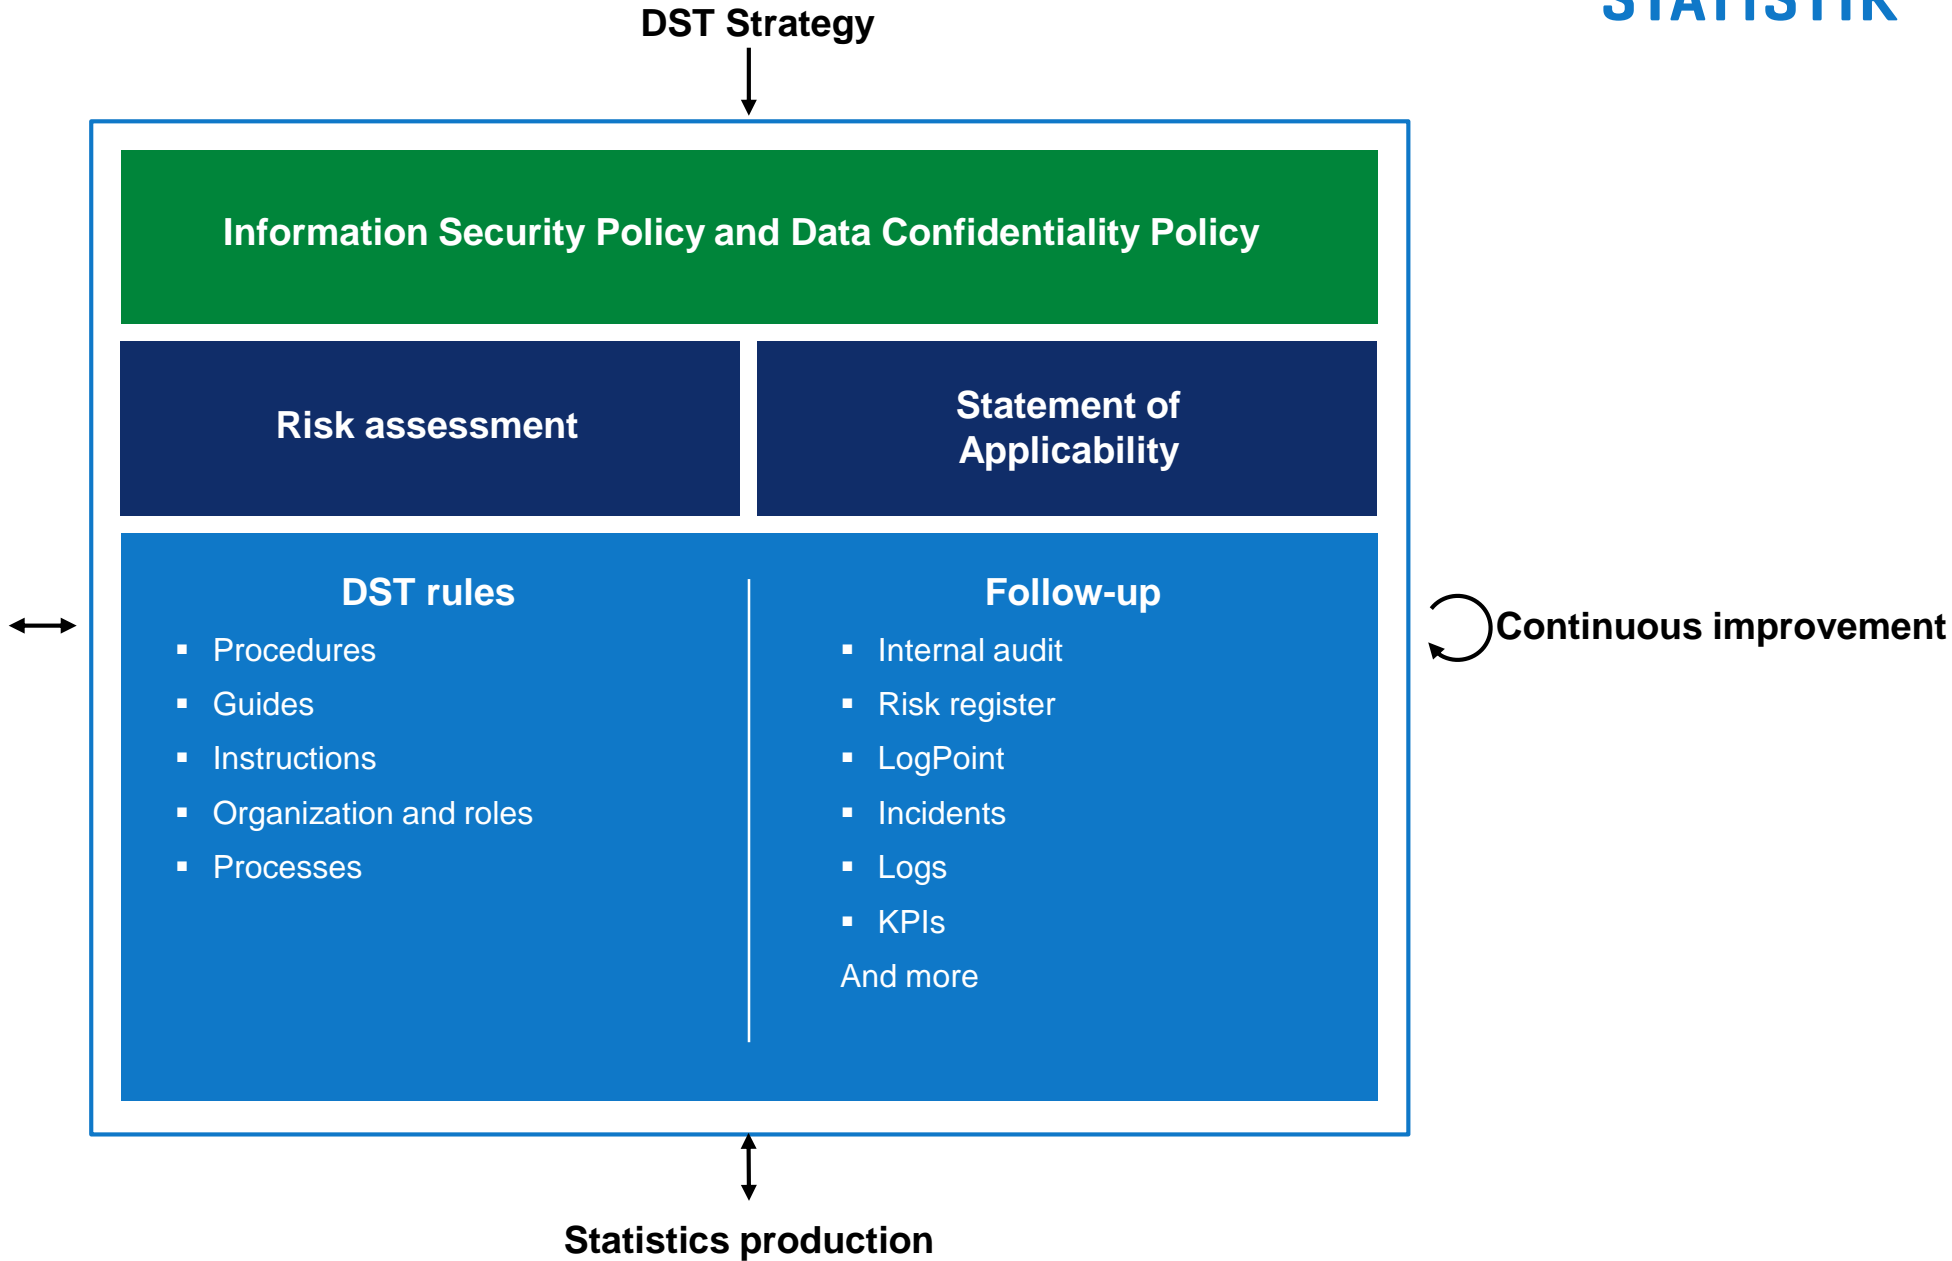 STATISTIK
DST Strategy
Information Security Policy and Data Confidentiality Policy
Risk assessment
Statement of
Applicability
DST rules
▪ Procedures
▪ Guides
▪ Instructions
▪ Organization and roles
▪ Processes
Follow-up
▪ Internal audit
▪ Risk register
▪ LogPoint
▪ Incidents
▪ Logs
▪ KPIs
And more
Continuous improvement
Statistics production